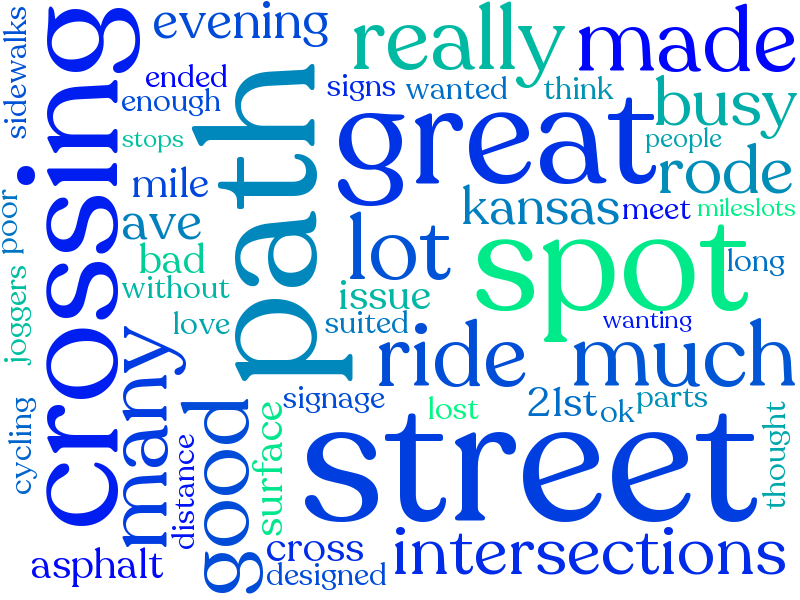 sidewalks
crossing
evening
really
made
ended
enough
signs
wanted
think
busy
stops
path
great
people
rode
mile
poor
ave
kansas
meet
mileslots
lot
spot
bad
long
without
joggers
issue
love
suited
wanting
many
ride
much
cycling
good
signage
surface
lost
21st
ok
parts
thought
distance
street
cross
intersections
asphalt
designed